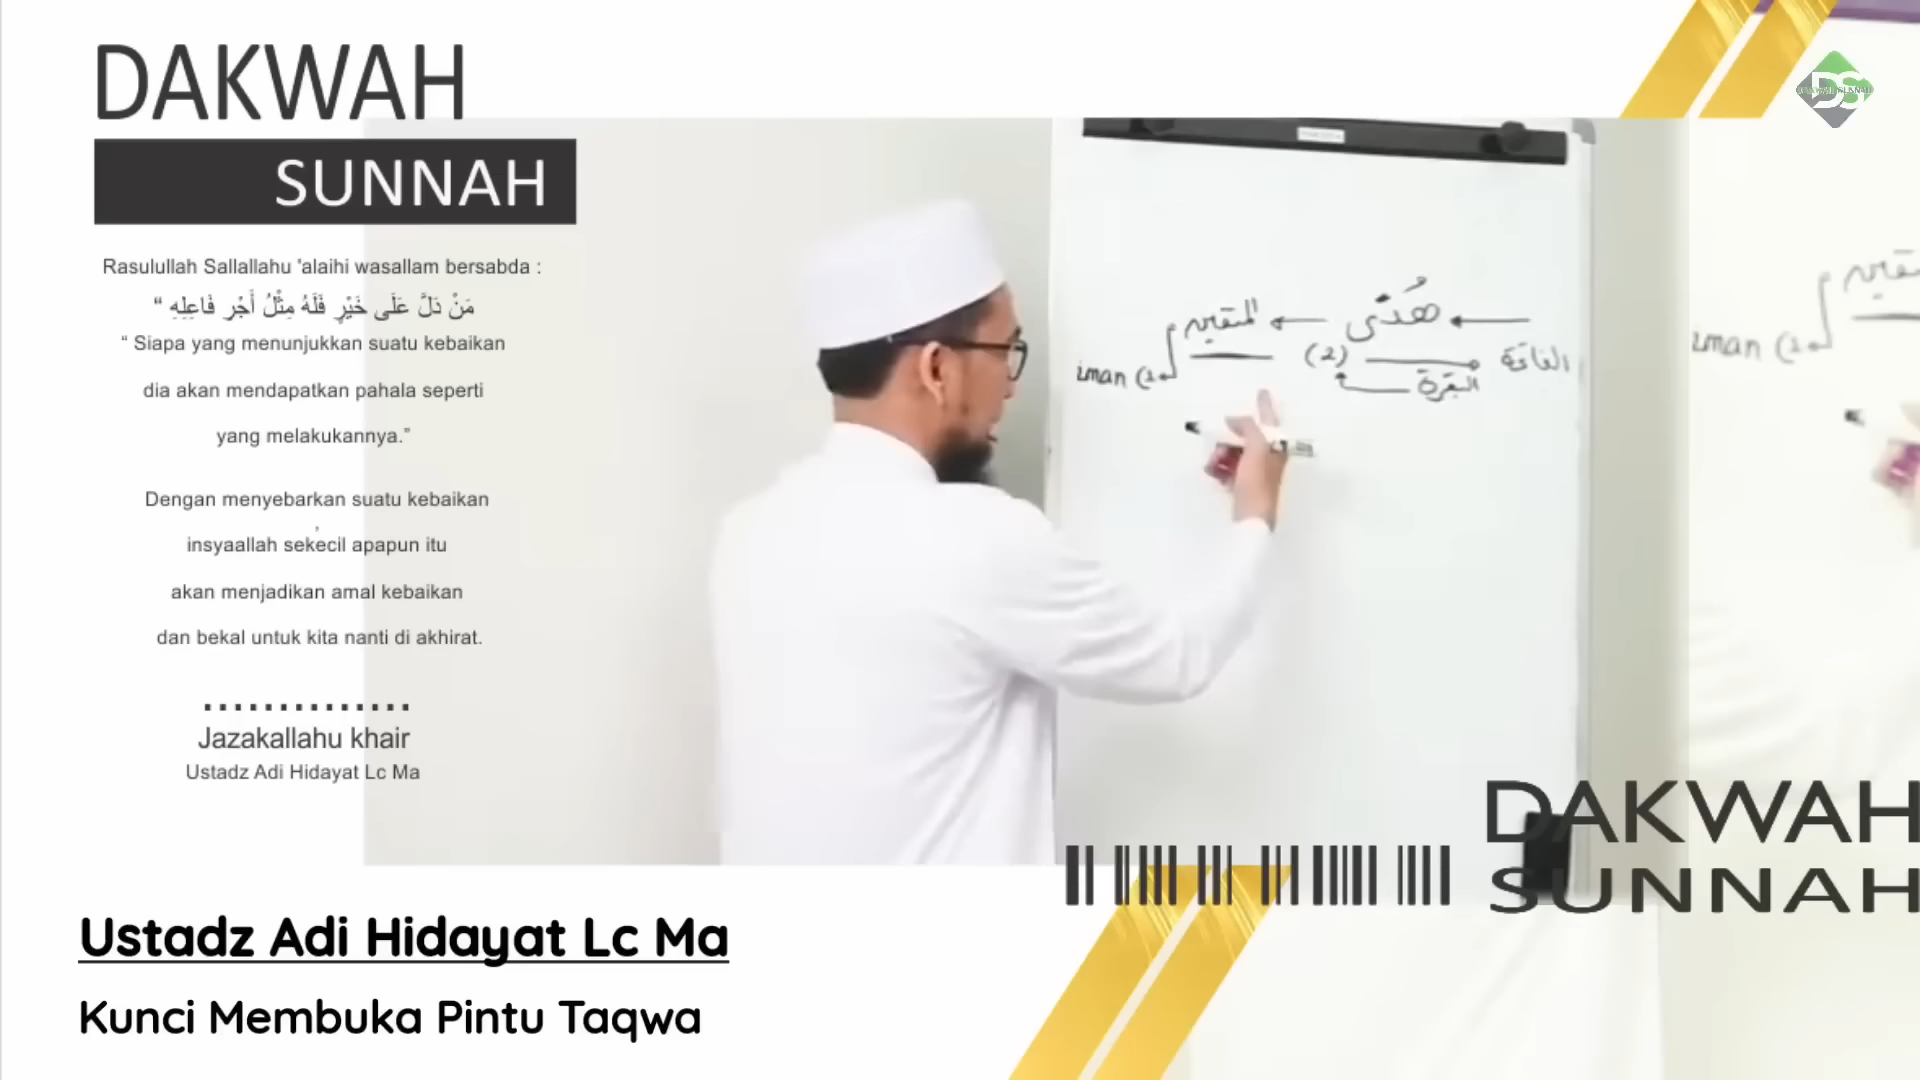 DAKWAH
SUNNAH
Rasulullah Sallallahu 'alaihi wasallam bersabda :
“ مَنْ دَلَّ عَلَى خَيْرٍ فَلَهُ مِثْلُ أَجْرِ فَاعِلِهِ
“ Siapa yang menunjukkan suatu kebaikan
dia akan mendapatkan pahala seperti
yang melakukannya.”
Dengan menyebarkan suatu kebaikan
insyaallah sekecil apapun itu
akan menjadikan amal kebaikan
dan bekal untuk kita nanti di akhirat.
Jazakallahu khair
Ustadz Adi Hidayat Lc Ma
هُدًى
المتقين
(2)
البقرة
iman
iman
DS
DAKWAH
SUNNAH
Ustadz Adi Hidayat Lc Ma
Kunci Membuka Pintu Taqwa